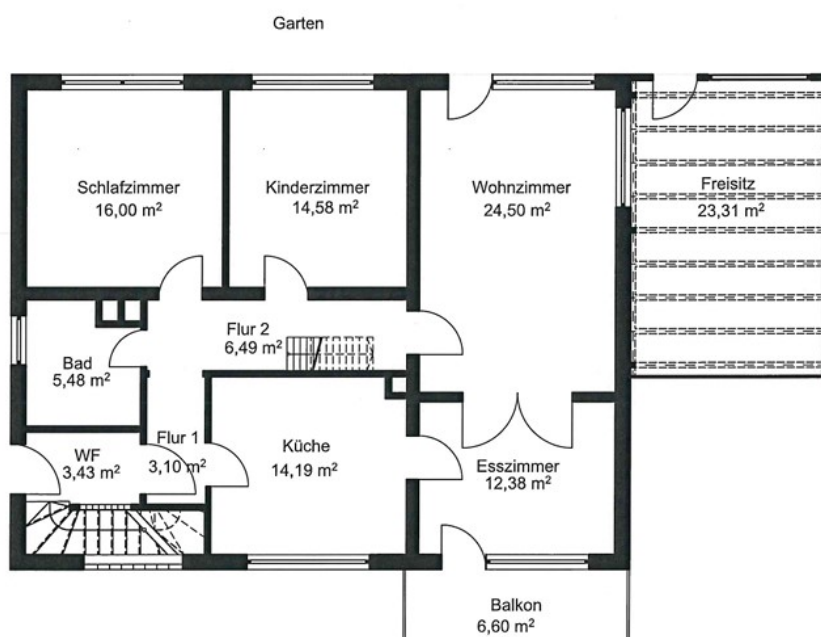 Garten
Schlafzimmer
16,00 m²
Kinderzimmer
14,58 m²
Wohnzimmer
24,50 m²
Freisitz
23,31 m²
Flur 2
6,49 m²
Bad
5,48 m²
WF
3,43 m²
Flur 1
3,10 m²
Küche
14,19 m²
Esszimmer
12,38 m²
Balkon
6,60 m²